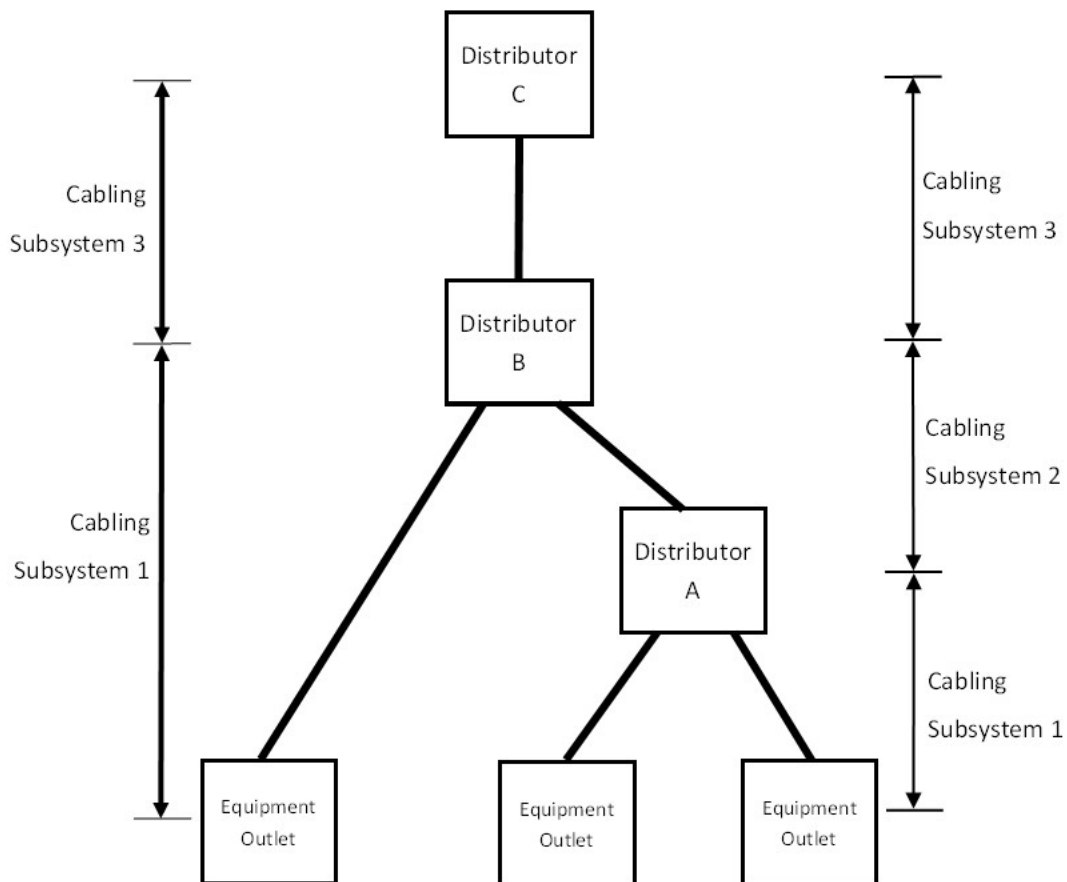 Distributor
C
Cabling
Subsystem 3
Cabling
Subsystem 3
Distributor
B
Cabling
Subsystem 2
Cabling
Subsystem 1
Distributor
A
Cabling
Subsystem 1
Equipment
Outlet
Equipment
Outlet
Equipment
Outlet